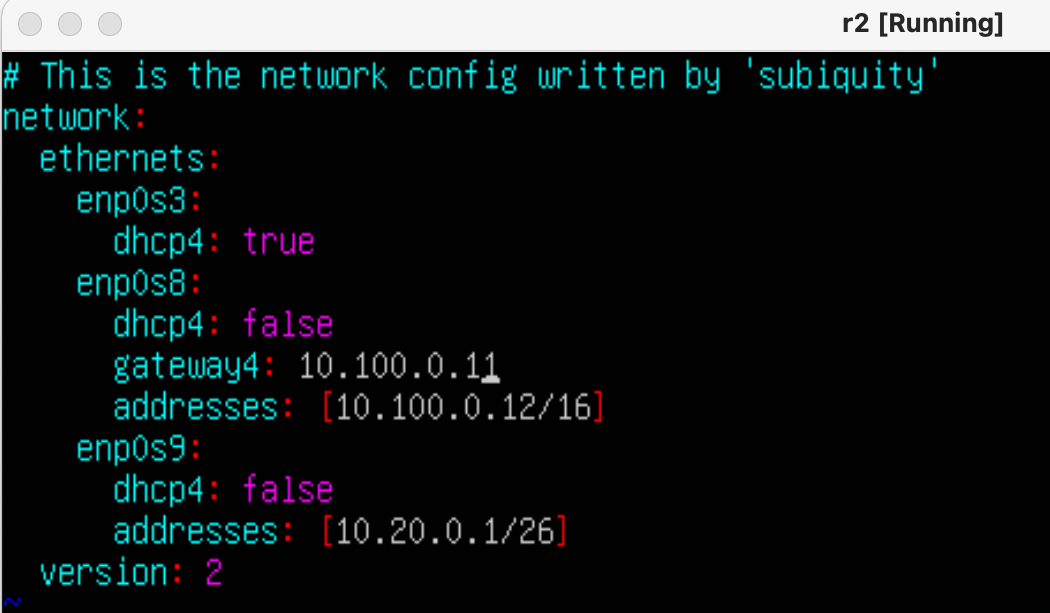 r2 [Running]
# This is the network config written by 'subiquity'
network:
  ethernets:
    enp0s3:
      dhcp4: true
    enp0s8:
      dhcp4: false
      gateway4: 10.100.0.11
      addresses: [10.100.0.12/16]
    enp0s9:
      dhcp4: false
      addresses: [10.20.0.1/26]
  version: 2
~